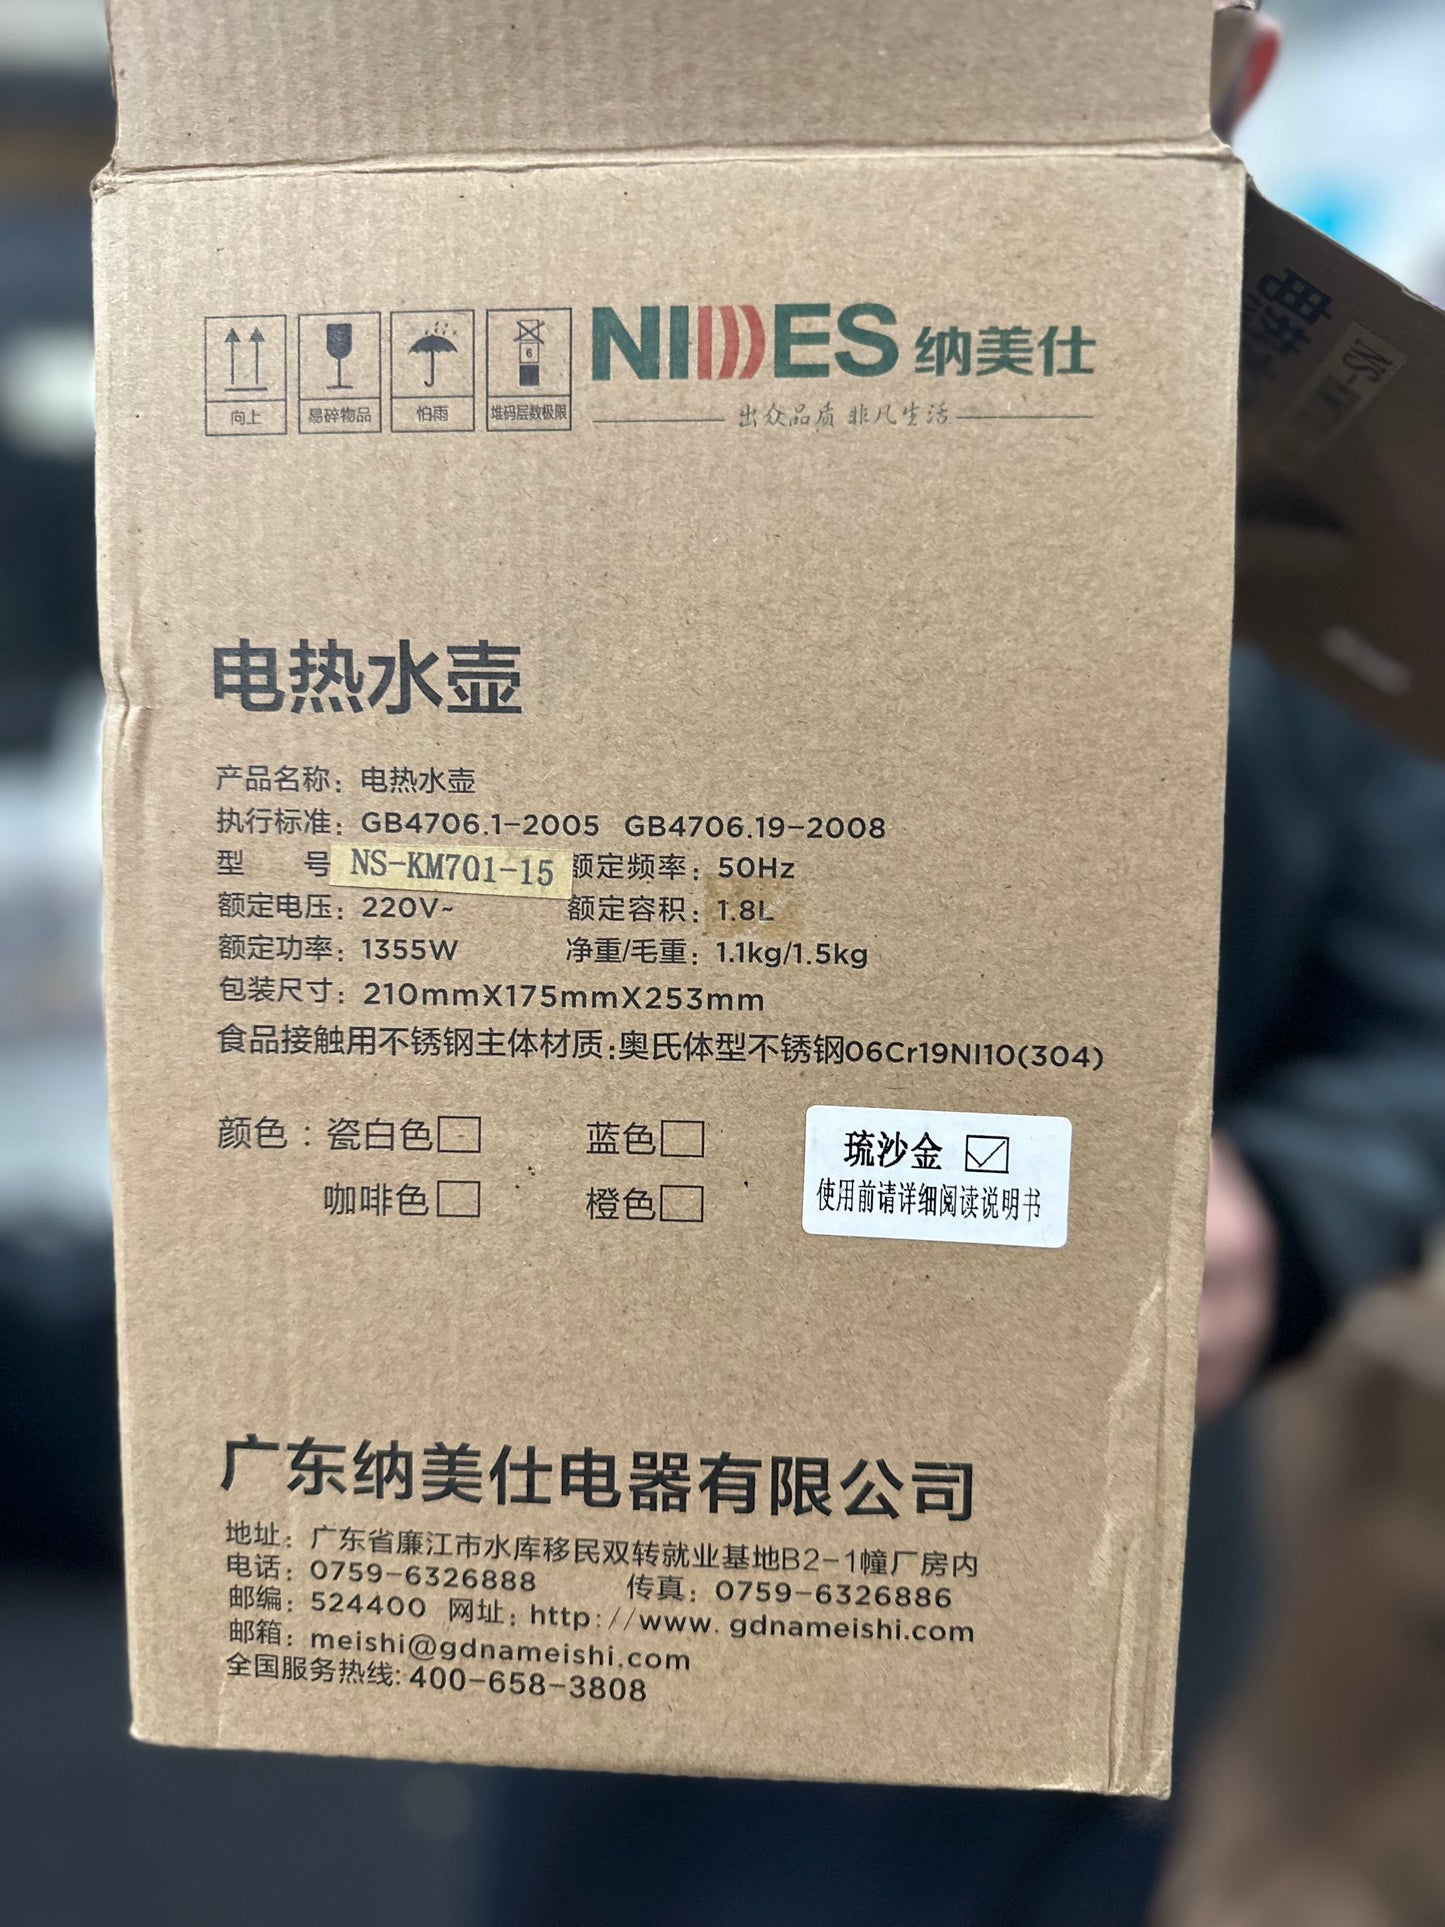 向上 易碎物品 怕雨 6 堆码层数极限
NIDES 纳美仕
出众品质 非凡生活
电热水壶
产品名称：电热水壶
执行标准：GB4706.1-2005 GB4706.19-2008
型 号 NS-KM701-15 额定频率：50Hz
额定电压：220V~ 额定容积：1.8L
额定功率：1355W 净重/毛重：1.1kg/1.5kg
包装尺寸：210mmX175mmX253mm
食品接触用不锈钢主体材质:奥氏体型不锈钢06Cr19NI10(304)
颜色：瓷白色 蓝色 琉沙金
咖啡色 橙色 使用前请详细阅读说明书
广东纳美仕电器有限公司
地址：广东省廉江市水库移民双转就业基地B2-1幢厂房内
电话：0759-6326888 传真：0759-6326886
邮编：524400 网址：http://www.gdnameishi.com
邮箱：meishi@gdnameishi.com
全国服务热线:400-658-3808